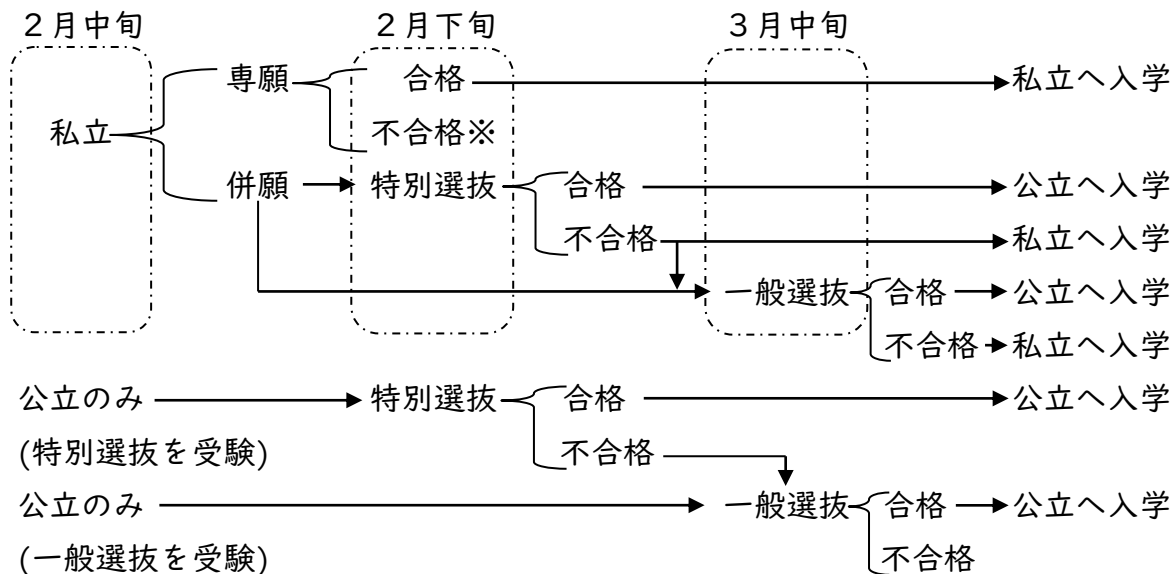 ２月中旬 ２月下旬 ３月中旬
専願 合格 私立へ入学
私立 不合格※
併願 特別選抜 合格 公立へ入学
不合格 私立へ入学
一般選抜 合格 公立へ入学
不合格 私立へ入学
公立のみ 特別選抜 合格 公立へ入学
(特別選抜を受験) 不合格
公立のみ 一般選抜 合格 公立へ入学
(一般選抜を受験) 不合格